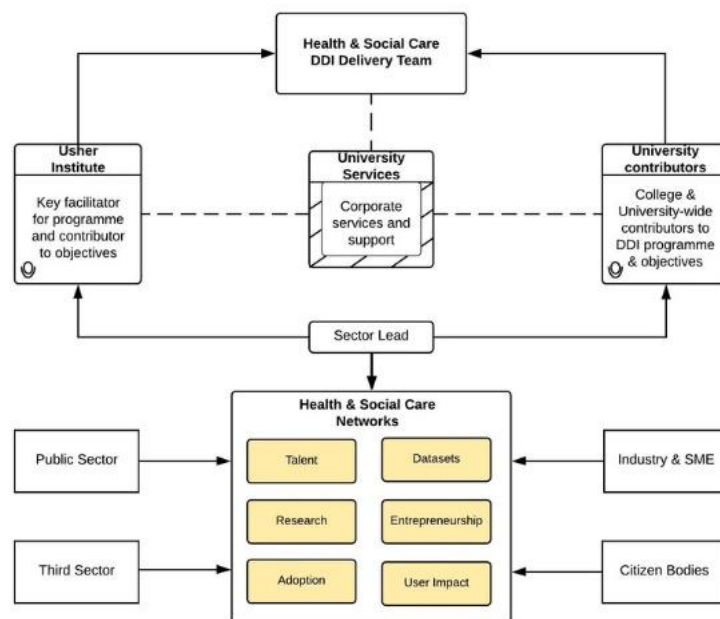 Health & Social Care
DDI Delivery Team
Usher
Institute
Key facilitator
for programme
and contributor
to objectives
University
Services
Corporate
services and
support
University
contributors
College &
University-wide
contributors to
DDI programme
& objectives
Sector Lead
Health & Social Care
Networks
Talent
Datasets
Research
Entrepreneurship
Adoption
User Impact
Public Sector
Third Sector
Industry & SME
Citizen Bodies